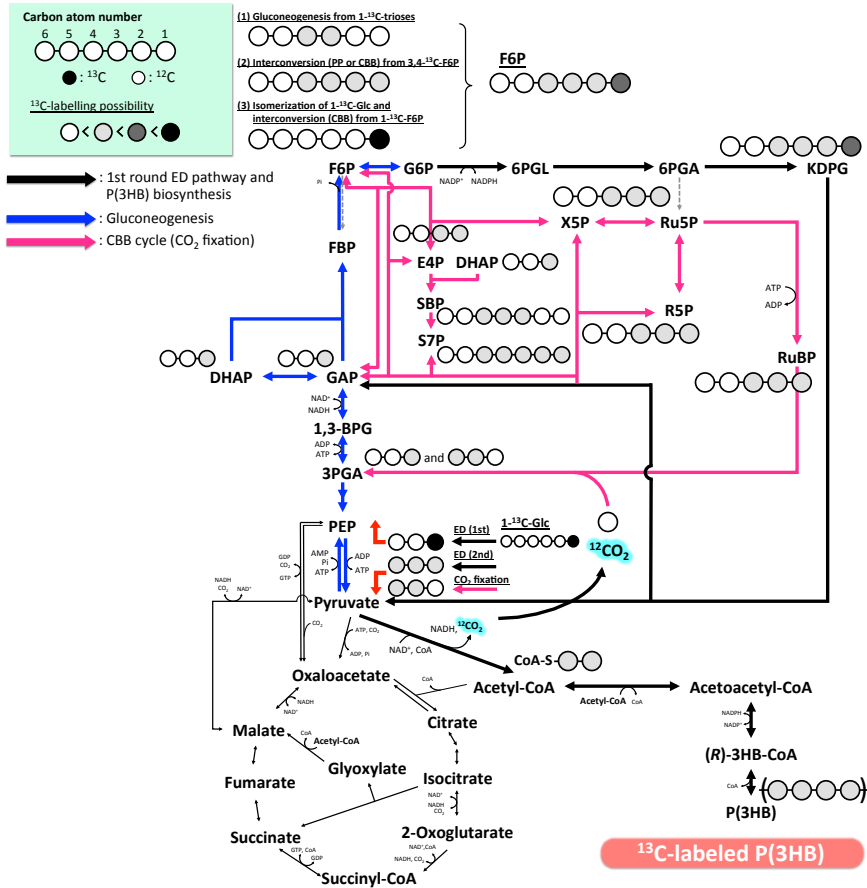 Carbon atom number
6 5 4 3 2 1
: ¹³C : ¹²C
¹³C-labelling possibility
< < <
(1) Gluconeogenesis from 1-¹³C-trioses
(2) Interconversion (PP or CBB) from 3,4-¹³C-F6P
(3) Isomerization of 1-¹³C-Glc and
interconversion (CBB) from 1-¹³C-F6P
F6P
: 1st round ED pathway and
P(3HB) biosynthesis
: Gluconeogenesis
: CBB cycle (CO₂ fixation)
F6P
G6P
NADP⁺ NADPH
6PGL
6PGA
KDPG
Pi
FBP
X5P
Ru5P
E4P
DHAP
SBP
S7P
R5P
ATP
ADP
RuBP
DHAP
GAP
NAD⁺
NADH
1,3-BPG
ADP
ATP
3PGA
and
PEP
ED (1st)
1-¹³C-Glc
ED (2nd)
CO₂ fixation
¹²CO₂
AMP
Pi
ATP
ADP
ATP
GDP
CO₂
GTP
NADH
CO₂
NAD⁺
Pyruvate
CO₂
ATP, CO₂
ADP, Pi
NADH, ¹²CO₂
NAD⁺, CoA
CoA-S
Oxaloacetate
CoA
Acetyl-CoA
Acetyl-CoA CoA
Acetoacetyl-CoA
NADH
NAD⁺
Citrate
NADPH
NADP⁺
Malate
CoA
Acetyl-CoA
(R)-3HB-CoA
Fumarate
Glyoxylate
Isocitrate
CoA
( )
P(3HB)
NAD⁺
NADH
CO₂
Succinate
2-Oxoglutarate
GTP, CoA
GDP
NAD⁺,CoA
NADH, CO₂
Succinyl-CoA
¹³C-labeled P(3HB)